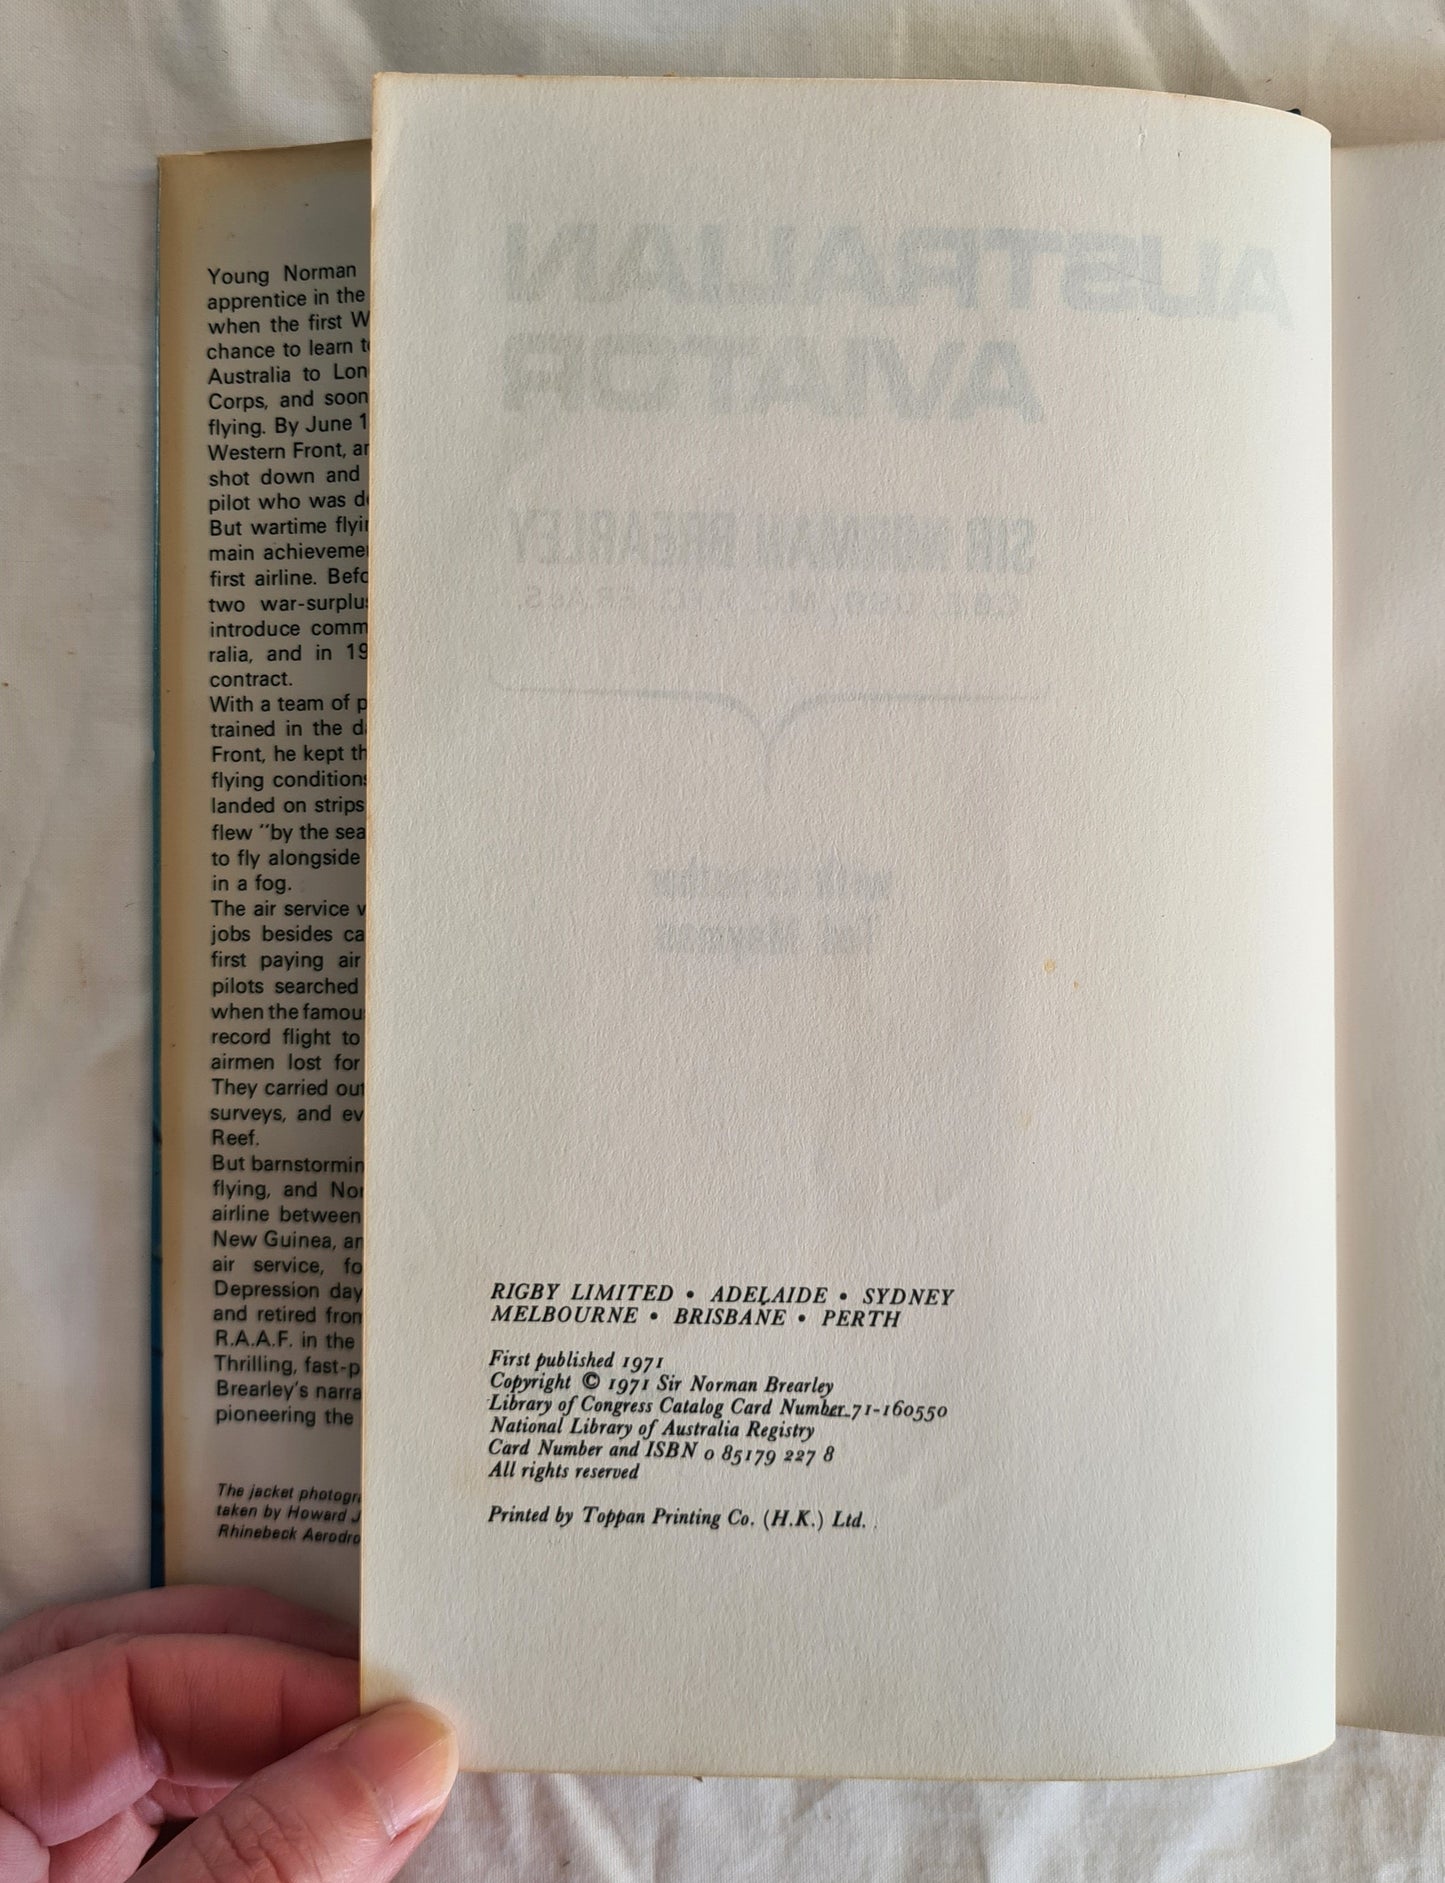 Young Norman
apprentice in the
when the first W
chance to learn
Australia to Lon
Corps, and soon
flying. By June 1
Western Front, an
shot down and
pilot who was d
But wartime flyin
main achieveme
first airline. Befo
two war-surplus
introduce comm
ralia, and in 19
contract.
With a team of p
trained in the d
Front, he kept th
flying conditions
landed on strips
flew "by the sea
to fly alongside
in a fog.
The air service
jobs besides ca
first paying air
pilots searched
when the famou
record flight to
airmen lost for
They carried out
surveys, and ev
Reef.
But barnstormin
flying, and Nor
airline between
New Guinea, an
air service, fo
Depression day
and retired from
R.A.A.F. in the
Thrilling, fast-p
Brearley's narra
pioneering the
The jacket photogra
taken by Howard J
Rhinebeck Aerodro
AUSTRALIAN
AVIATOR
SIR NORMAN BREARLEY
RIGBY LIMITED • ADELAIDE • SYDNEY
MELBOURNE • BRISBANE • PERTH
First published 1971
Copyright © 1971 Sir Norman Brearley
Library of Congress Catalog Card Number 71-160550
National Library of Australia Registry
Card Number and ISBN 0 85179 227 8
All rights reserved
Printed by Toppan Printing Co. (H.K.) Ltd.